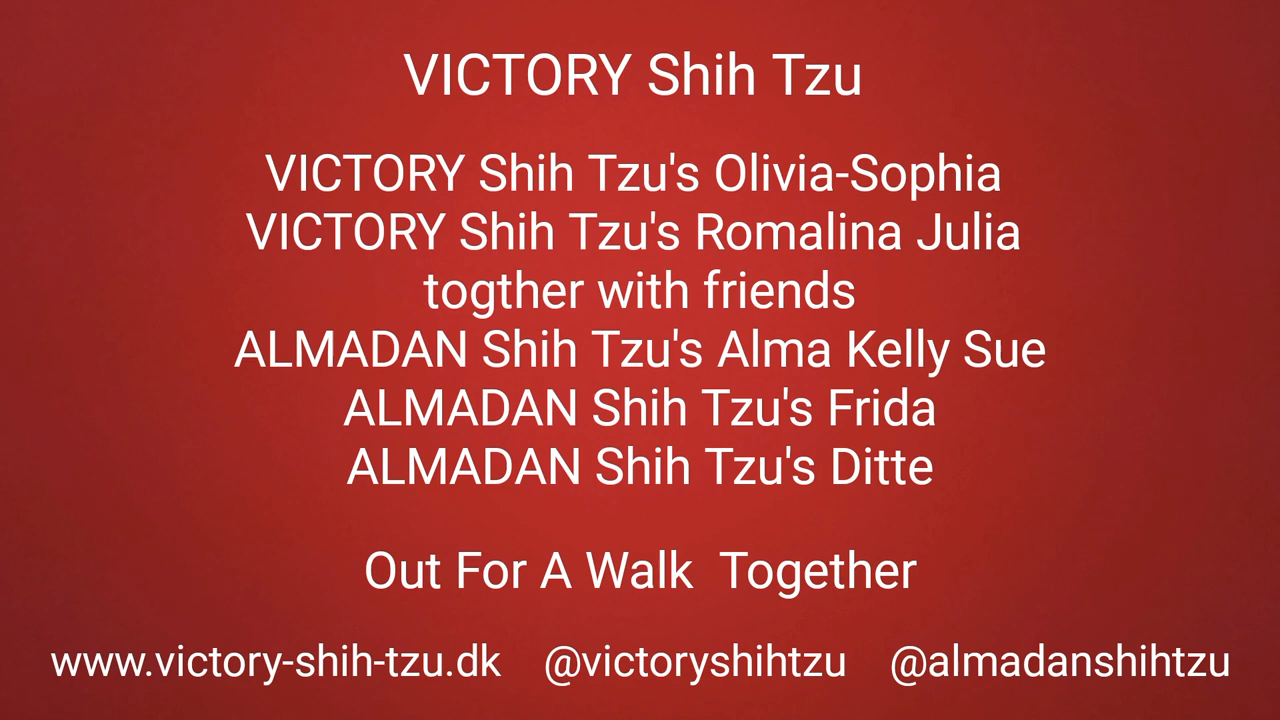 VICTORY Shih Tzu
VICTORY Shih Tzu's Olivia-Sophia
VICTORY Shih Tzu's Romalina Julia
togther with friends
ALMADAN Shih Tzu's Alma Kelly Sue
ALMADAN Shih Tzu's Frida
ALMADAN Shih Tzu's Ditte
Out For A Walk  Together
www.victory-shih-tzu.dk @victoryshihtzu @almadanshihtzu